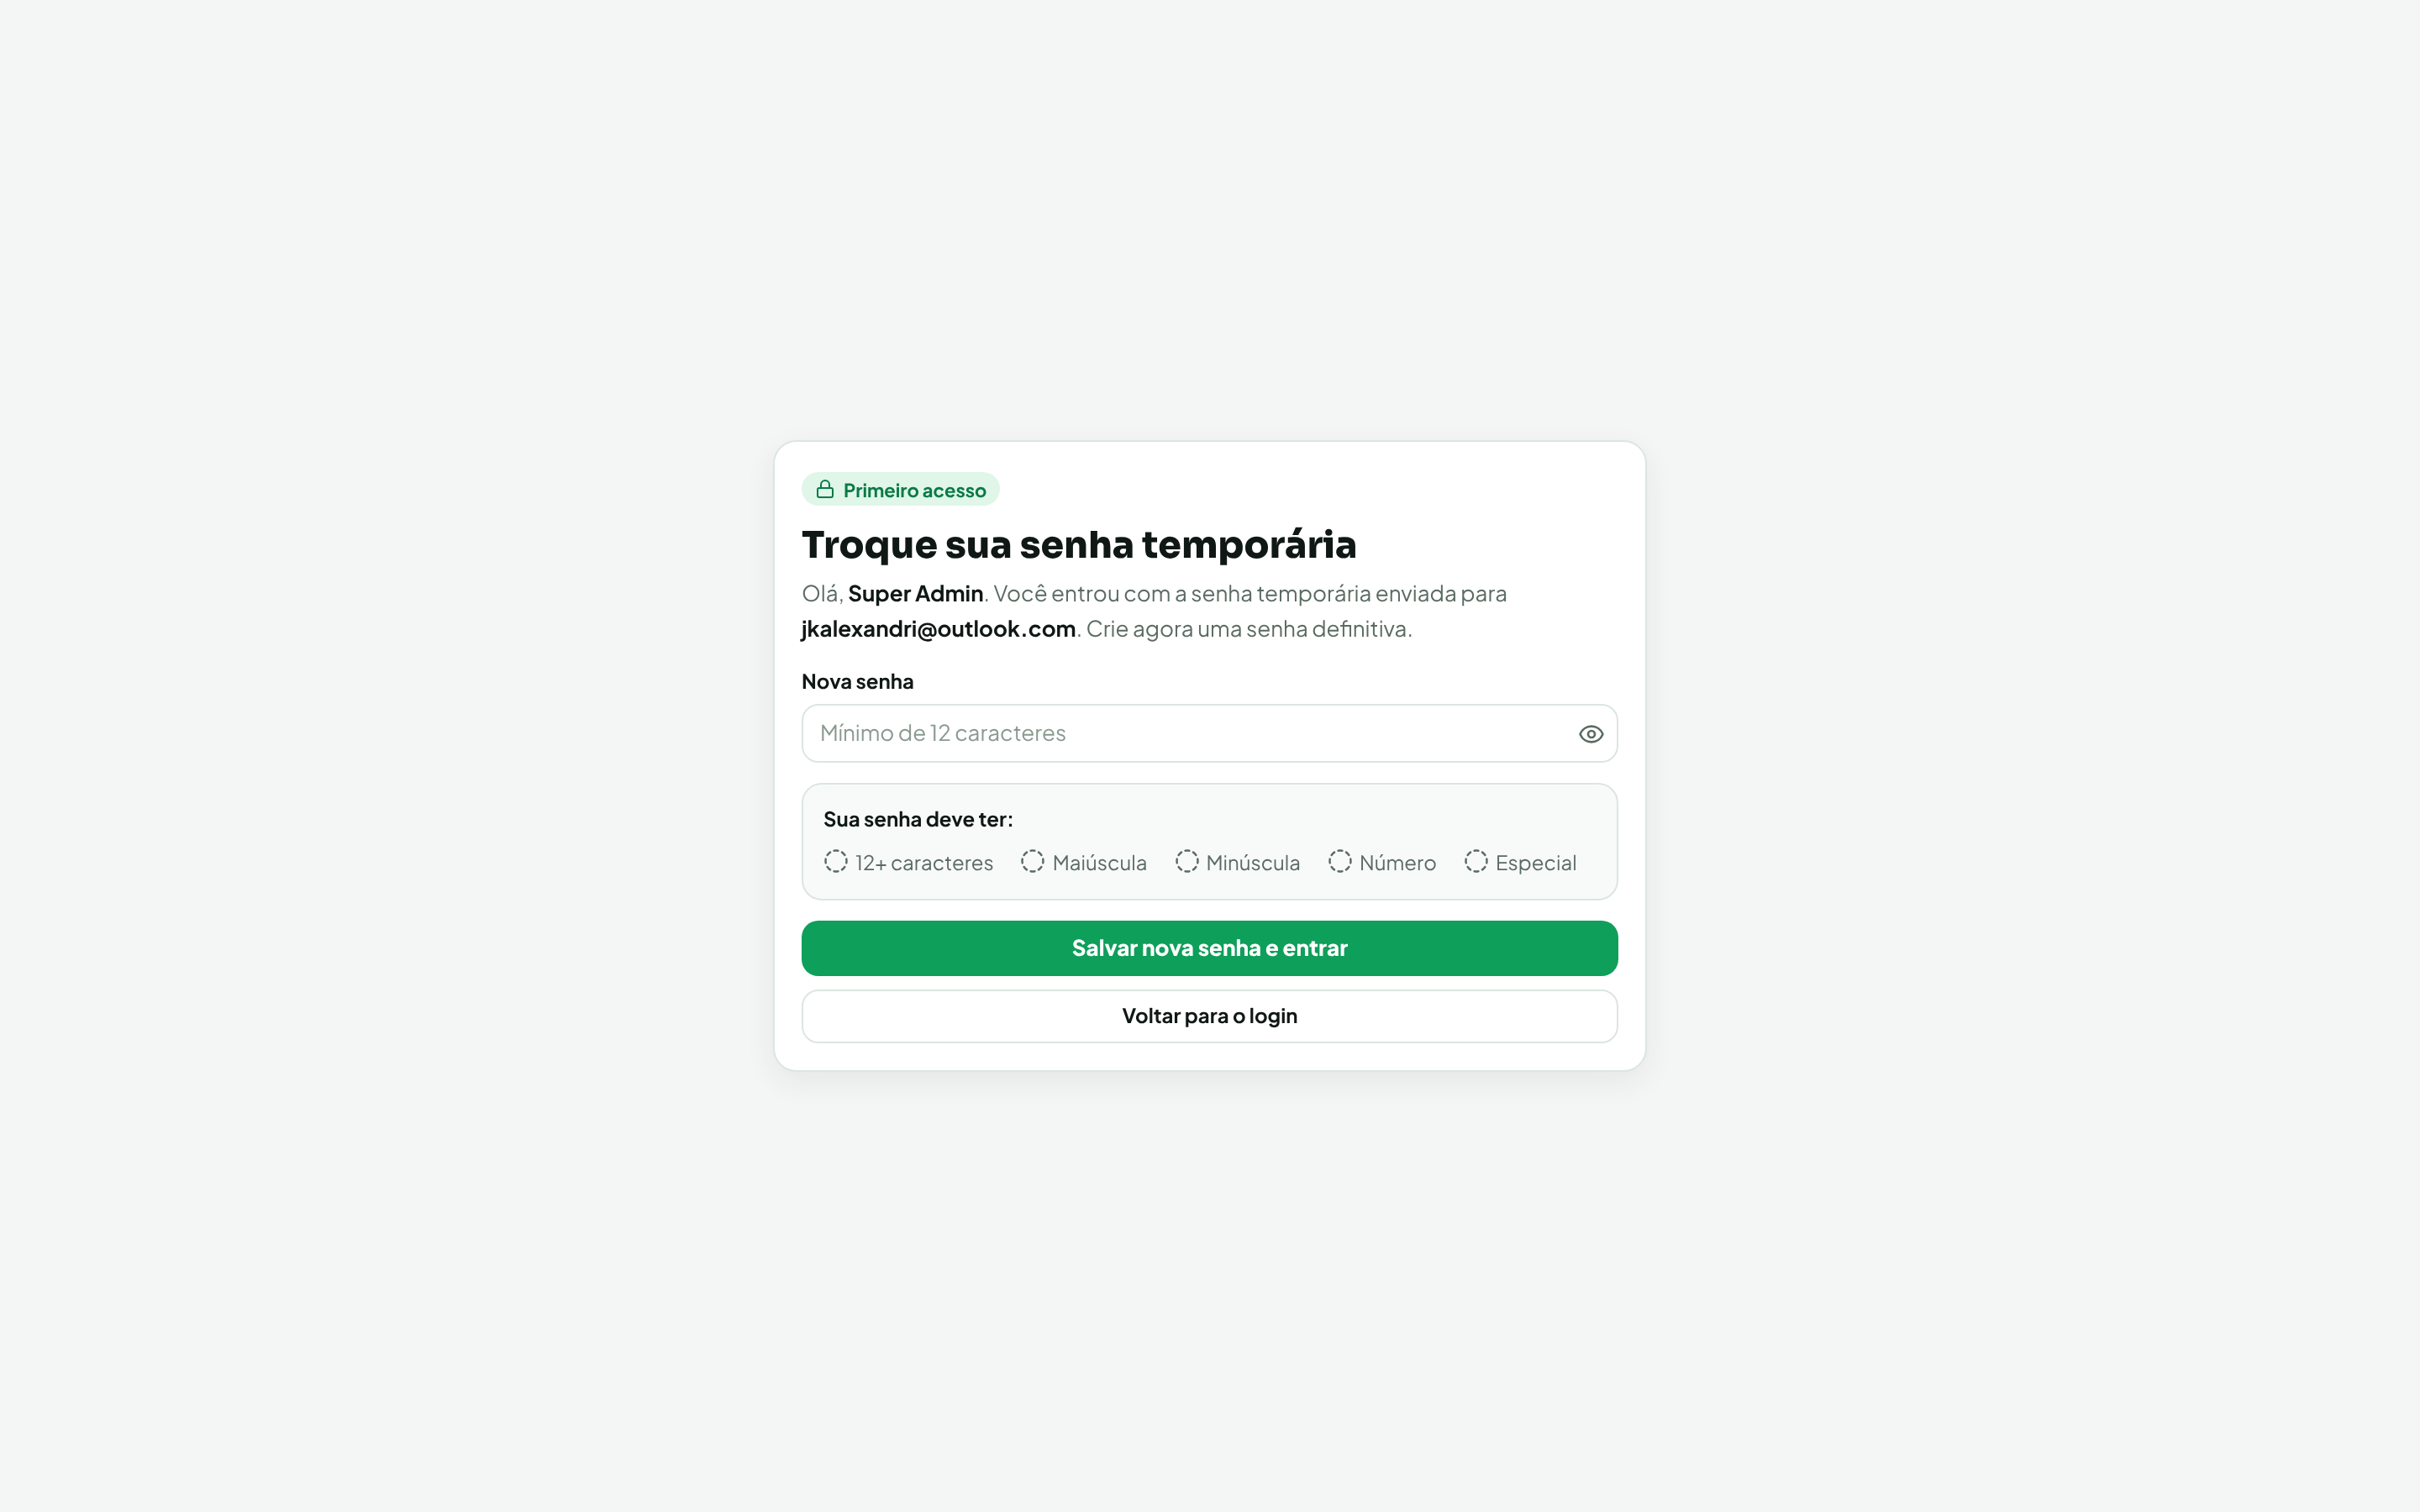 Primeiro acesso
Troque sua senha temporária
Olá, Super Admin. Você entrou com a senha temporária enviada para
jkalexandri@outlook.com. Crie agora uma senha definitiva.
Nova senha
Mínimo de 12 caracteres
Sua senha deve ter:
12+ caracteres Maiúscula Minúscula Número Especial
Salvar nova senha e entrar
Voltar para o login